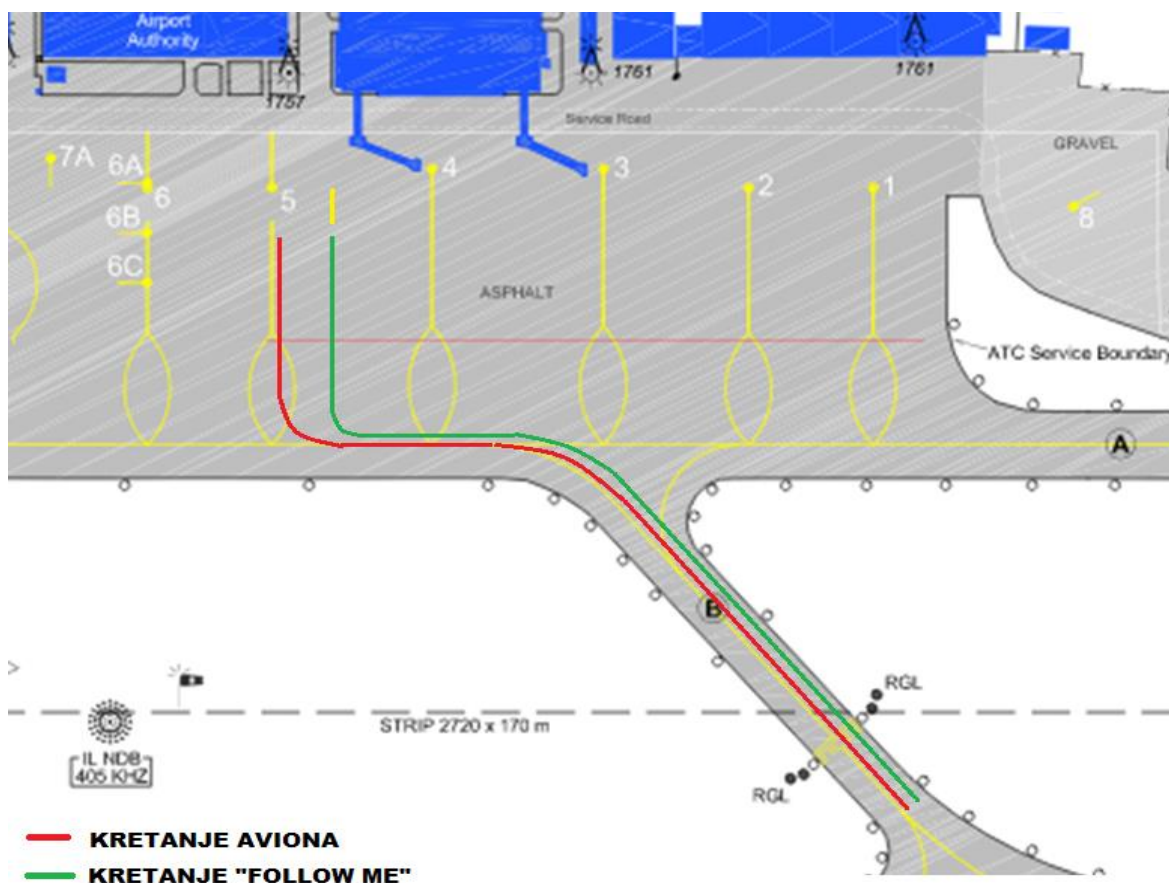 Airport
Authority
1757
1761
1761
Service Road
GRAVEL
7A
6A
6
5
4
3
2
1
8
6B
6C
ASPHALT
ATC Service Boundary
A
B
RGL
STRIP 2720 x 170 m
IL NDB
405 KHZ
RGL
KRETANJE AVIONA
KRETANJE "FOLLOW ME"